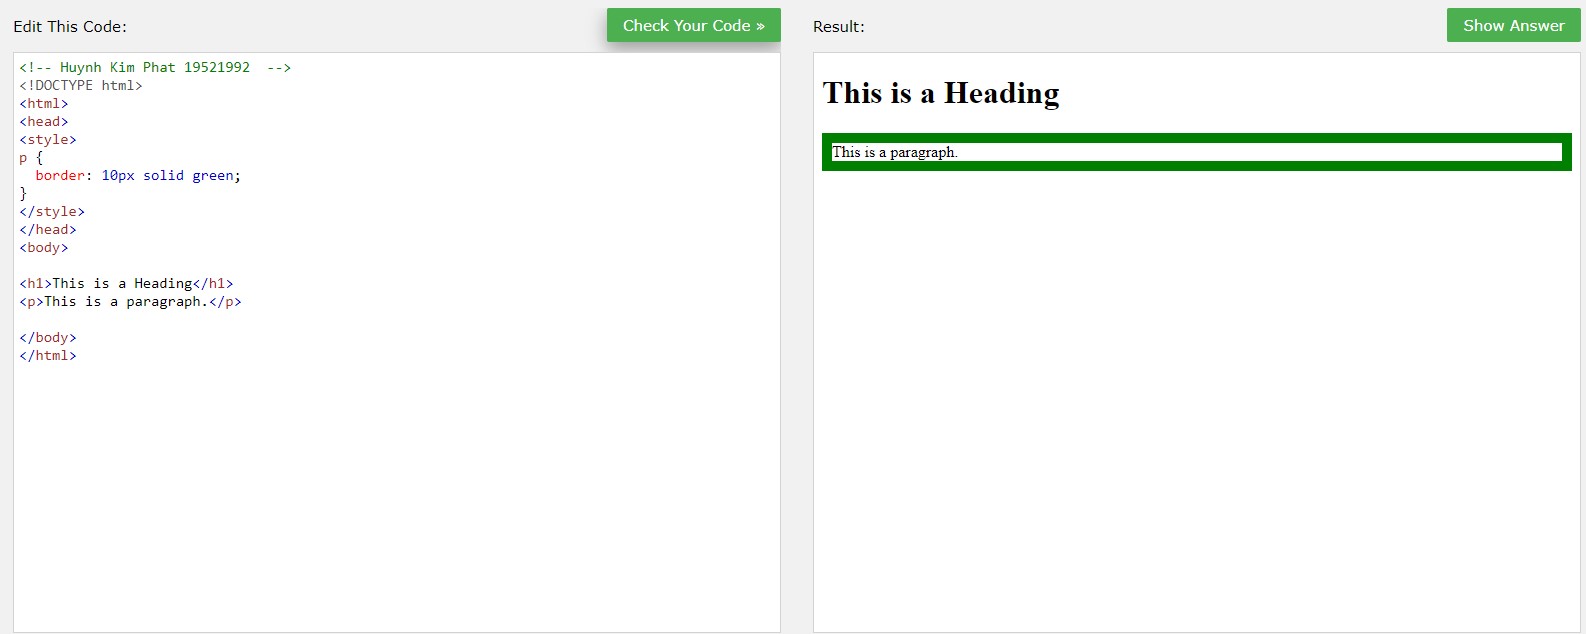 Edit This Code:
Check Your Code »
<!-- Huynh Kim Phat 19521992  -->
<!DOCTYPE html>
<html>
<head>
<style>
p {
  border: 10px solid green;
}
</style>
</head>
<body>

<h1>This is a Heading</h1>
<p>This is a paragraph.</p>

</body>
</html>
Result:
Show Answer
This is a Heading
This is a paragraph.